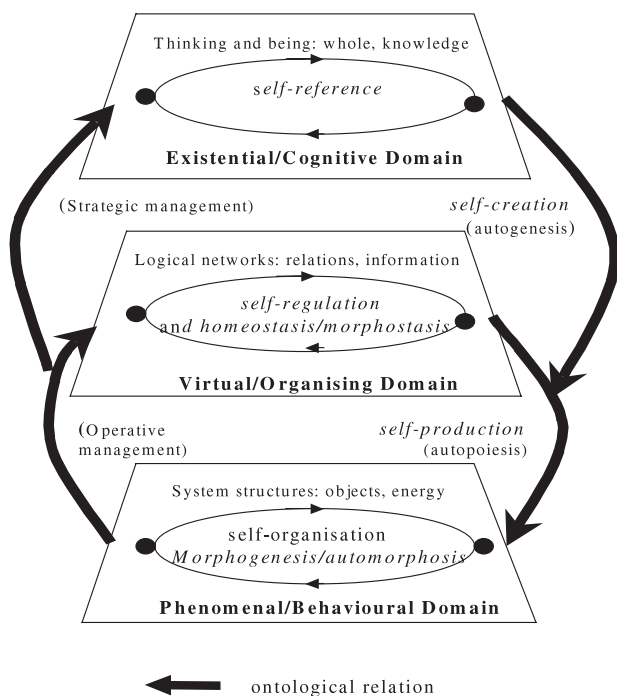 Thinking and being: whole, knowledge
self-reference
Existential/Cognitive Domain
(Strategic management)
self-creation
(autogenesis)
Logical networks: relations, information
self-regulation
and homeostasis/morphostasis
Virtual/Organising Domain
(Operative
management)
self-production
(autopoiesis)
System structures: objects, energy
self-organisation
Morphogenesis/automorphosis
Phenomenal/Behavioural Domain
ontological relation